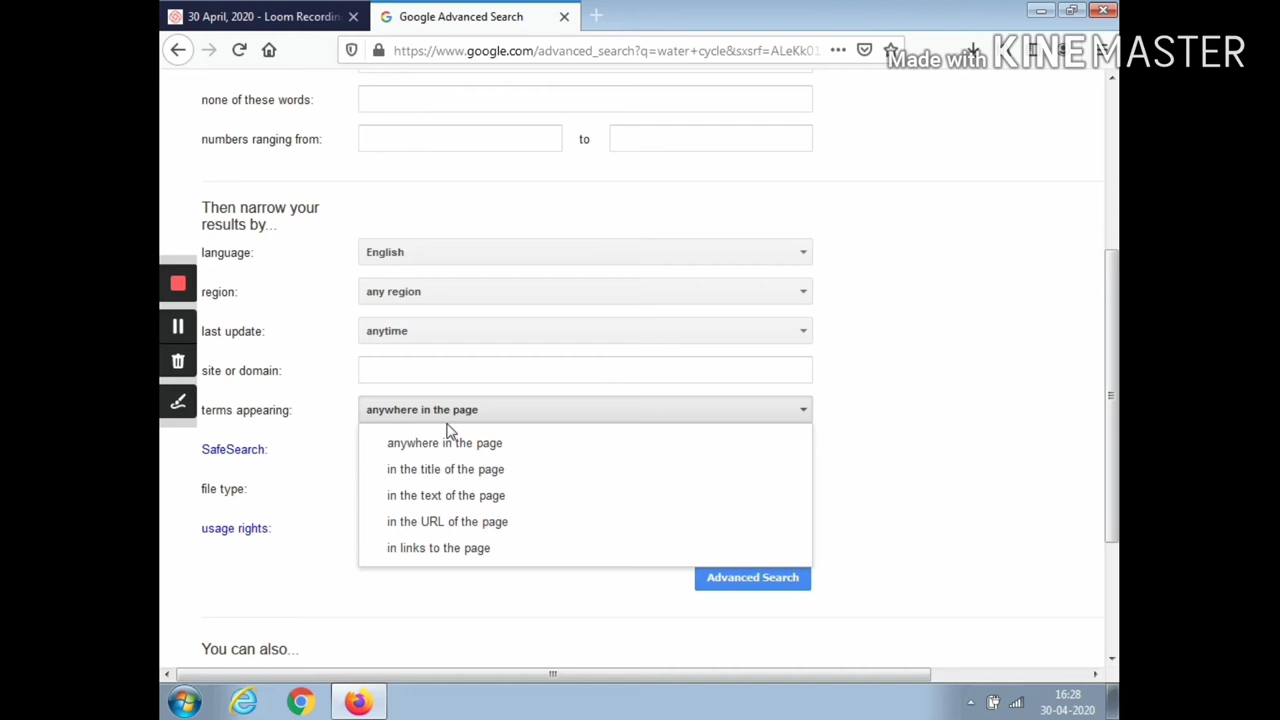 30 April, 2020 - Loom Recording
Google Advanced Search
https://www.google.com/advanced_search?q=water+cycle&sxsrf=ALeKk01
Made with KINEMASTER
none of these words:
numbers ranging from:
to
Then narrow your
results by...
language:
English
region:
any region
last update:
anytime
site or domain:
terms appearing:
anywhere in the page
anywhere in the page
SafeSearch:
in the title of the page
file type:
in the text of the page
in the URL of the page
usage rights:
in links to the page
Advanced Search
You can also...
16:28
30-04-2020